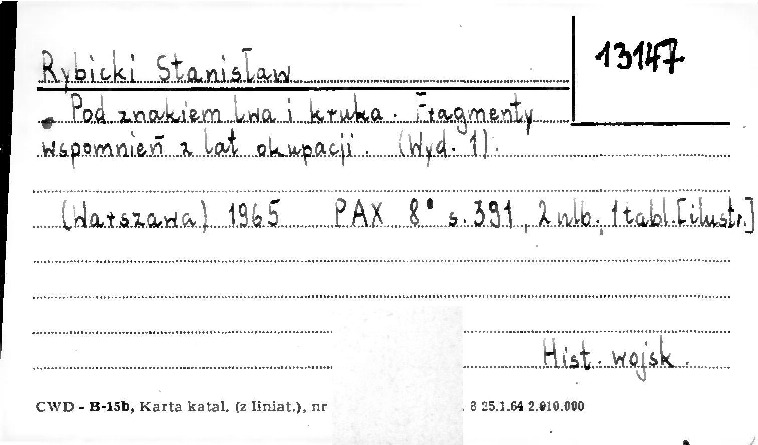 13147
Rybicki Stanisław
Pod znakiem lwa i kruka. Fragmenty
wspomnień z lat okupacji. (Wyd. 1).
(Warszawa) 1965 PAX 8° s. 391, 2 nlb., 1 tabl. [ilustr.]
Hist. wojsk.
CWD - B-15b, Karta katal. (z liniat.), nr . 8 25.1.64 2.010.000